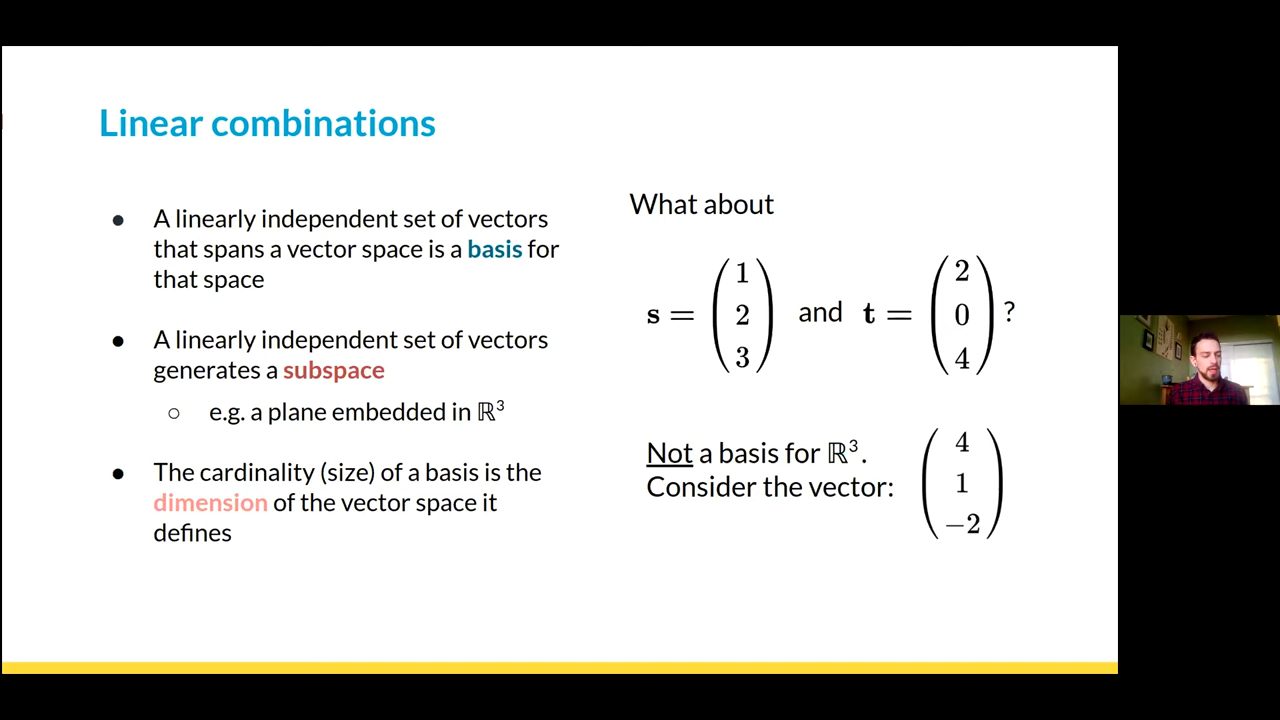 Linear combinations
● A linearly independent set of vectors
that spans a vector space is a basis for
that space
● A linearly independent set of vectors
generates a subspace
○ e.g. a plane embedded in ℝ³
● The cardinality (size) of a basis is the
dimension of the vector space it
defines
What about
s = (1 2 3) and t = (2 0 4) ?
Not a basis for ℝ³.
Consider the vector: (4 1 −2)